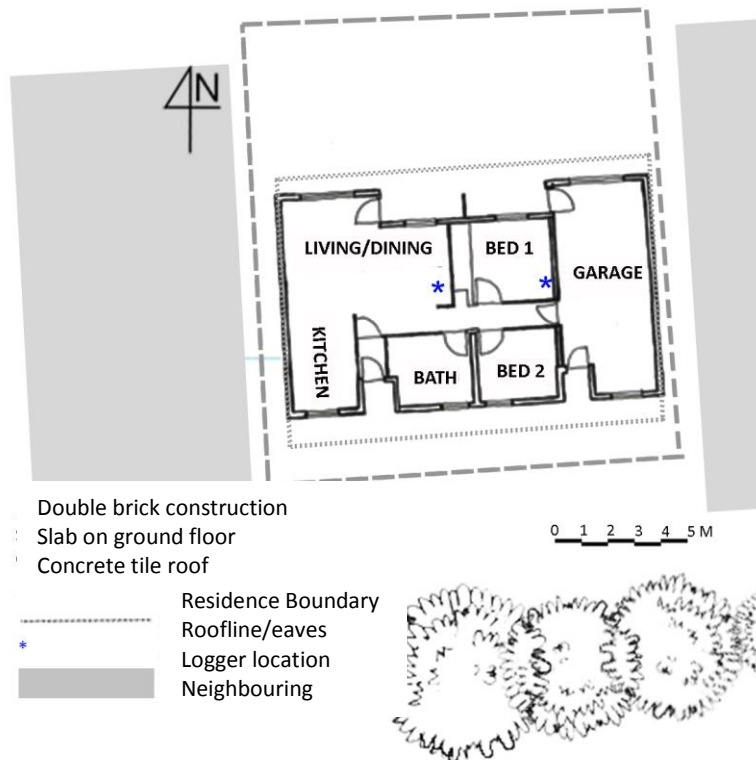 N
LIVING/DINING
BED 1
GARAGE
KITCHEN
BATH
BED 2
Double brick construction
Slab on ground floor
Concrete tile roof
0 1 2 3 4 5 M
Residence Boundary
Roofline/eaves
* Logger location
Neighbouring